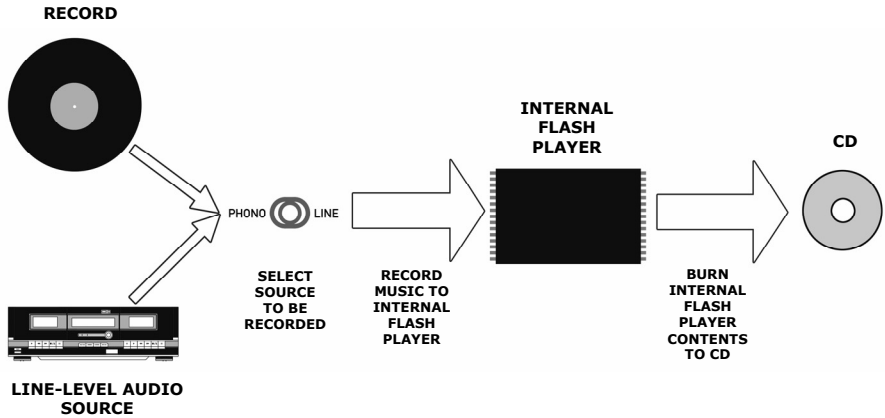 RECORD
LINE-LEVEL AUDIO
SOURCE
PHONO LINE
SELECT
SOURCE
TO BE
RECORDED
RECORD
MUSIC TO
INTERNAL
FLASH
PLAYER
INTERNAL
FLASH
PLAYER
BURN
INTERNAL
FLASH
PLAYER
CONTENTS
TO CD
CD